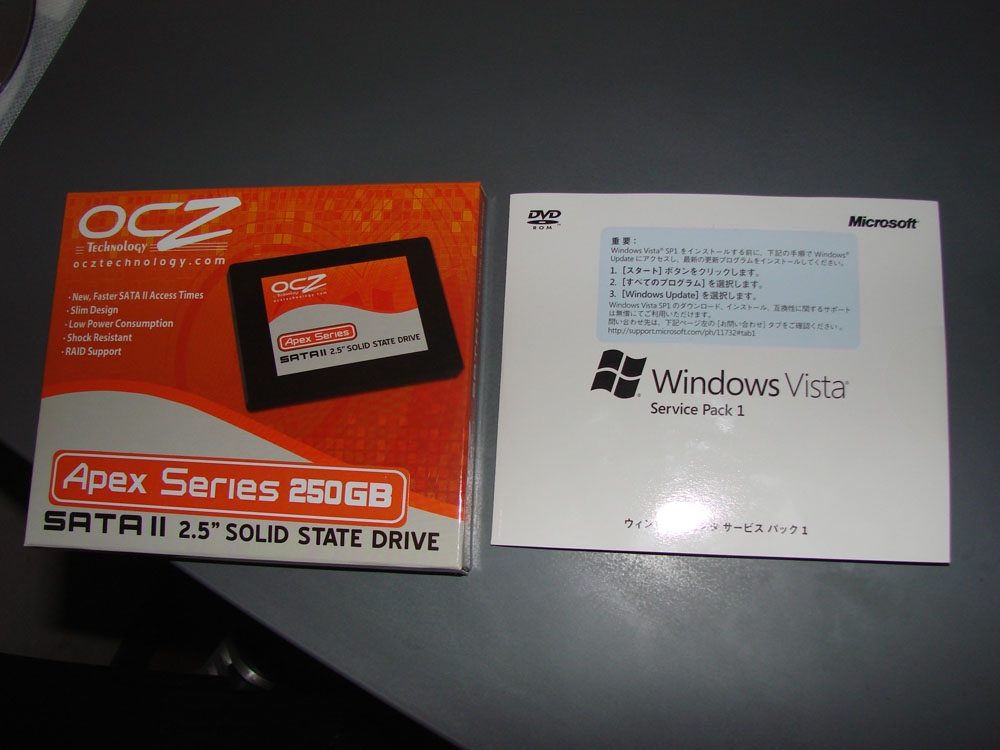 OCZ
Technology
ocztechnology.com
· New, Faster SATA II Access Times
· Slim Design
· Low Power Consumption
· Shock Resistant
· RAID Support
OCZ
Technology
ocztechnology.com
Apex Series
SATA II 2.5" SOLID STATE DRIVE
Apex Series 250GB
SATA II 2.5" SOLID STATE DRIVE
DVD
ROM
Microsoft®
重要：
Windows Vista® SP1 をインストールする前に、下記の手順で Windows®
Update にアクセスし、最新の更新プログラムをインストールしてください。
1. [スタート] ボタンをクリックします。
2. [すべてのプログラム] を選択します。
3. [Windows Update] を選択します。
Windows Vista SP1 のダウンロード、インストール、互換性に関するサポート
は無償にてご利用いただけます。
問い合わせ先は、下記ページ左の [お問い合わせ] タブをご確認ください。
http://support.microsoft.com/ph/11732#tab1
Windows Vista®
Service Pack 1
サービス パック 1